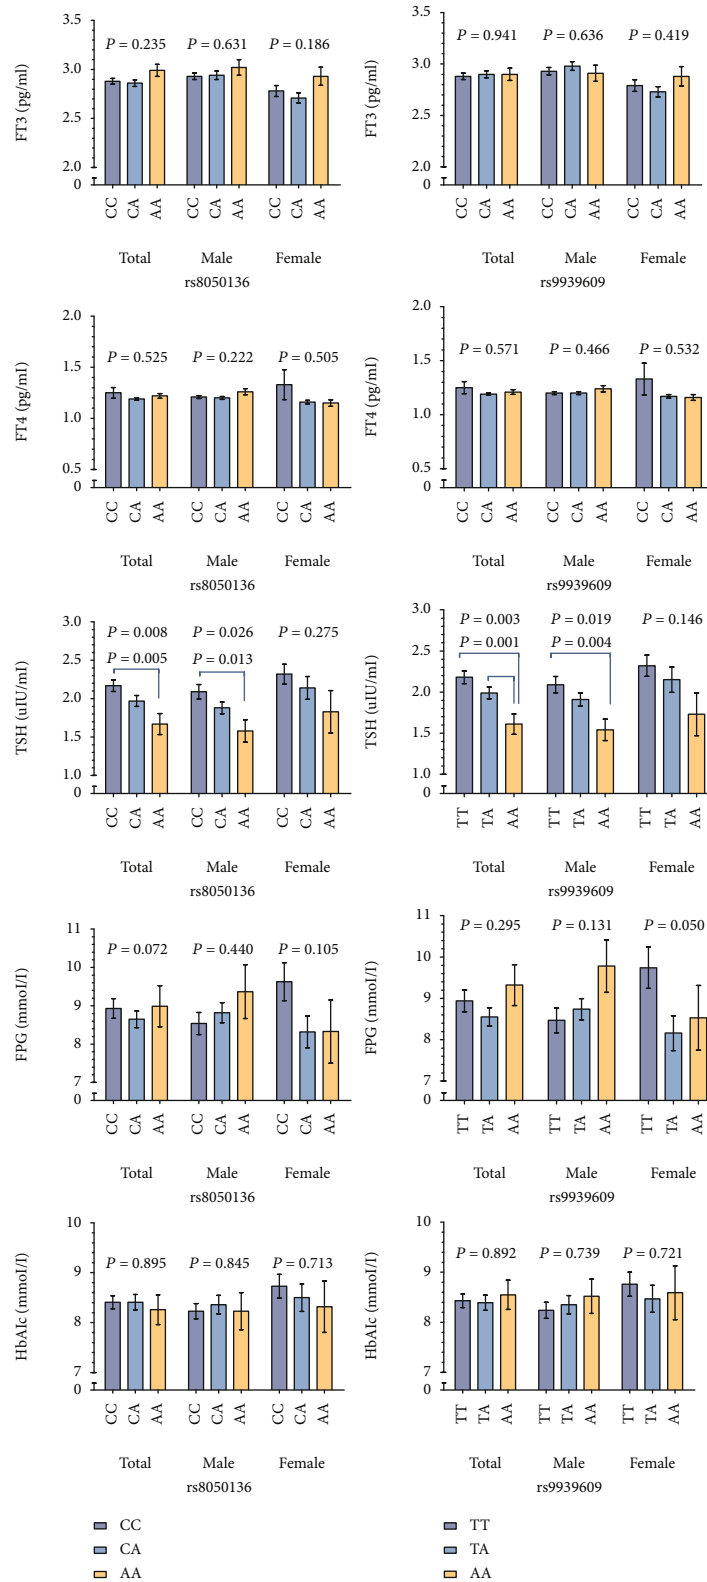 FT3 (pg/ml)
3.5
3.0
2.5
2.0
0
P = 0.235
P = 0.631
P = 0.186
CC
CA
AA
CC
CA
AA
CC
CA
AA
Total
Male
Female
rs8050136
FT3 (pg/ml)
3.5
3.0
2.5
2.0
0
P = 0.941
P = 0.636
P = 0.419
CC
CA
AA
CC
CA
AA
CC
CA
AA
Total
Male
Female
rs9939609
FT4 (pg/mI)
2.0
1.5
1.2
0.5
0
P = 0.525
P = 0.222
P = 0.505
CC
CA
AA
CC
CA
AA
CC
CA
AA
Total
Male
Female
rs8050136
FT4 (pg/mI)
2.0
1.5
1.2
0.5
0
P = 0.571
P = 0.466
P = 0.532
CC
CA
AA
CC
CA
AA
CC
CA
AA
Total
Male
Female
rs9939609
TSH (uIU/mI)
3.0
2.5
2.0
1.5
1.0
0
P = 0.008
P = 0.026
P = 0.275
P = 0.005
P = 0.013
CC
CA
AA
CC
CA
AA
CC
CA
AA
Total
Male
Female
rs8050136
TSH (uIU/mI)
3.0
2.5
2.0
1.5
1.0
0
P = 0.003
P = 0.019
P = 0.146
P = 0.001
P = 0.004
TT
TA
AA
TT
TA
AA
TT
TA
AA
Total
Male
Female
rs9939609
FPG (mmoI/I)
11
10
9
8
7
0
P = 0.072
P = 0.440
P = 0.105
CC
CA
AA
CC
CA
AA
CC
CA
AA
Total
Male
Female
rs8050136
FPG (mmoI/I)
11
10
9
8
7
0
P = 0.295
P = 0.131
P = 0.050
TT
TA
AA
TT
TA
AA
TT
TA
AA
Total
Male
Female
rs9939609
HbAIc (mmoI/I)
10
8
8
7
0
P = 0.895
P = 0.845
P = 0.713
CC
CA
AA
CC
CA
AA
CC
CA
AA
Total
Male
Female
rs8050136
HbAIc (mmoI/I)
10
8
8
7
0
P = 0.892
P = 0.739
P = 0.721
TT
TA
AA
TT
TA
AA
TT
TA
AA
Total
Male
Female
rs9939609
CC
CA
AA
TT
TA
AA